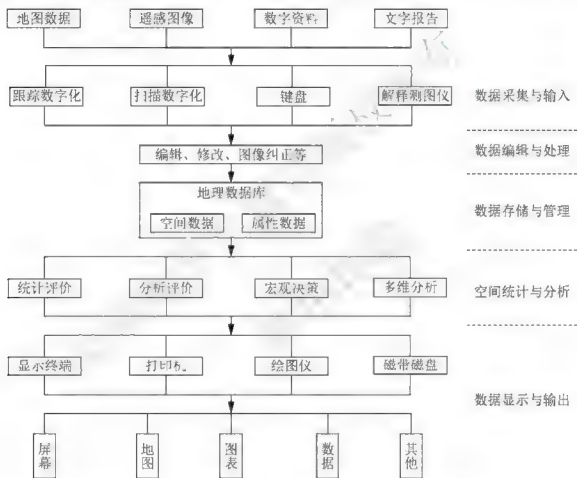 地图数据 遥感图像 数字资料 文字报告
跟踪数字化 扫描数字化 键盘 解释测图仪 数据采集与输入
编辑、修改、图像纠正等 数据编辑与处理
地理数据库
空间数据 属性数据 数据存储与管理
统计评价 分析评价 宏观决策 多维分析 空间统计与分析
显示终端 打印 绘图仪 磁带磁盘
数据显示与输出
屏幕 地图 图表 数据 其他